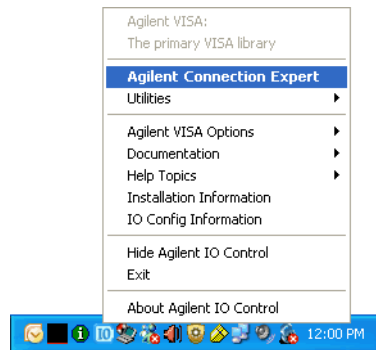 Agilent VISA:
The primary VISA library
Agilent Connection Expert
Utilities
Agilent VISA Options
Documentation
Help Topics
Installation Information
IO Config Information
Hide Agilent IO Control
Exit
About Agilent IO Control
IO 12:00 PM